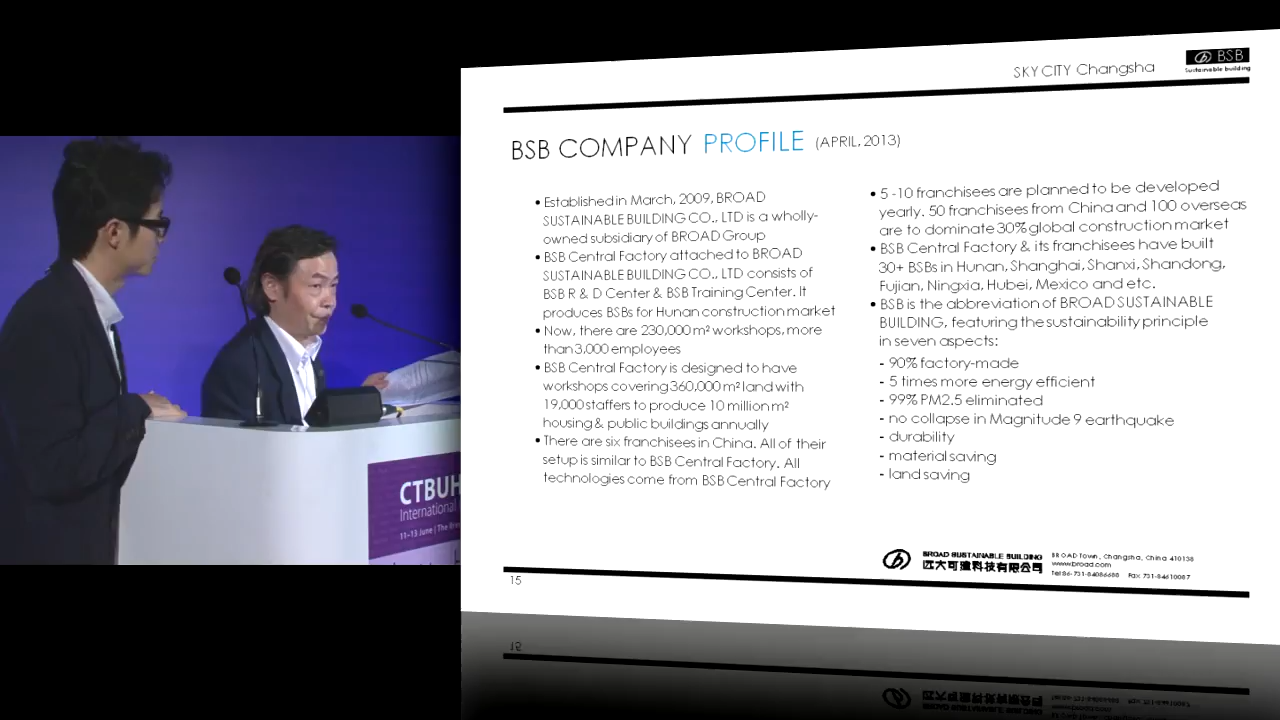 SKY CITY Changsha
BSB
Sustainable building
BSB COMPANY PROFILE (APRIL, 2013)
• Established in March, 2009, BROAD
SUSTAINABLE BUILDING CO., LTD is a wholly-
owned subsidiary of BROAD Group
• BSB Central Factory attached to BROAD
SUSTAINABLE BUILDING CO., LTD consists of
BSB R & D Center & BSB Training Center. It
produces BSBs for Hunan construction market
• Now, there are 230,000 m² workshops, more
than 3,000 employees
• BSB Central Factory is designed to have
workshops covering 360,000 m² land with
19,000 staffers to produce 10 million m²
housing & public buildings annually
• There are six franchisees in China. All of their
setup is similar to BSB Central Factory. All
technologies come from BSB Central Factory
• 5 -10 franchisees are planned to be developed
yearly. 50 franchisees from China and 100 overseas
are to dominate 30% global construction market
• BSB Central Factory & its franchisees have built
30+ BSBs in Hunan, Shanghai, Shanxi, Shandong,
Fujian, Ningxia, Hubei, Mexico and etc.
• BSB is the abbreviation of BROAD SUSTAINABLE
BUILDING, featuring the sustainability principle
in seven aspects:
- 90% factory-made
- 5 times more energy efficient
- 99% PM2.5 eliminated
- no collapse in Magnitude 9 earthquake
- durability
- material saving
- land saving
BROAD SUSTAINABLE BUILDING
远大可建科技有限公司
BROAD Town, Changsha, China 410138
www.broad.com
Tel:86-731-84086688 Fax: 731-84610087
15
CTBUH
International
11–13 June | The